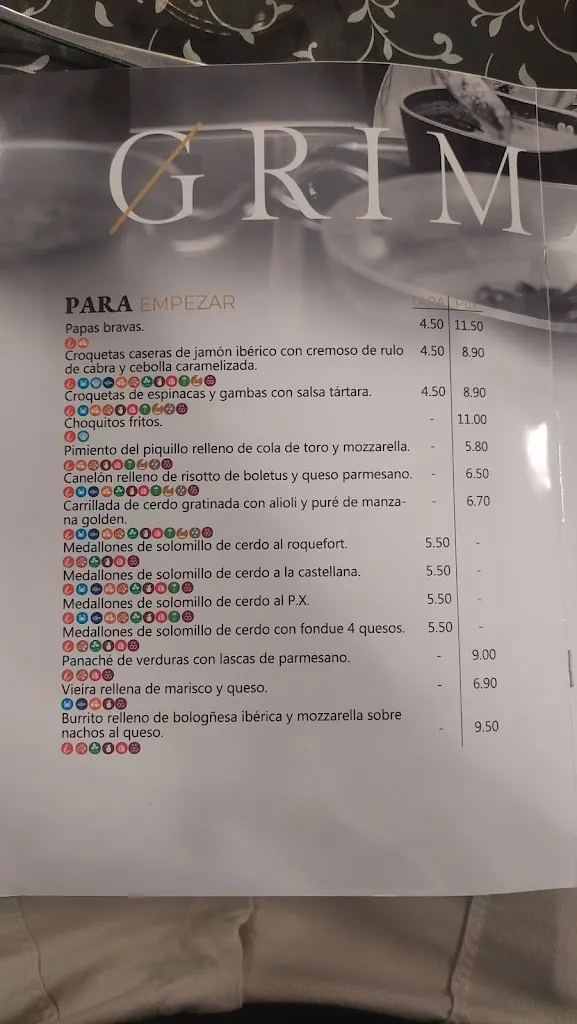 GRIM
PARA EMPEZAR
TAPA
Papas bravas. 4.50 11.50
Croquetas caseras de jamón ibérico con cremoso de rulo 4.50 8.90
de cabra y cebolla caramelizada.
Croquetas de espinacas y gambas con salsa tártara. 4.50 8.90
Choquitos fritos. - 11.00
Pimiento del piquillo relleno de cola de toro y mozzarella. - 5.80
Canelón relleno de risotto de boletus y queso parmesano. - 6.50
Carrillada de cerdo gratinada con alioli y puré de manza- - 6.70
na golden.
Medallones de solomillo de cerdo al roquefort. 5.50 -
Medallones de solomillo de cerdo a la castellana. 5.50 -
Medallones de solomillo de cerdo al P.X. 5.50 -
Medallones de solomillo de cerdo con fondue 4 quesos. 5.50 -
Panaché de verduras con lascas de parmesano. - 9.00
Vieira rellena de marisco y queso. - 6.90
Burrito relleno de bologñesa ibérica y mozzarella sobre
nachos al queso. - 9.50